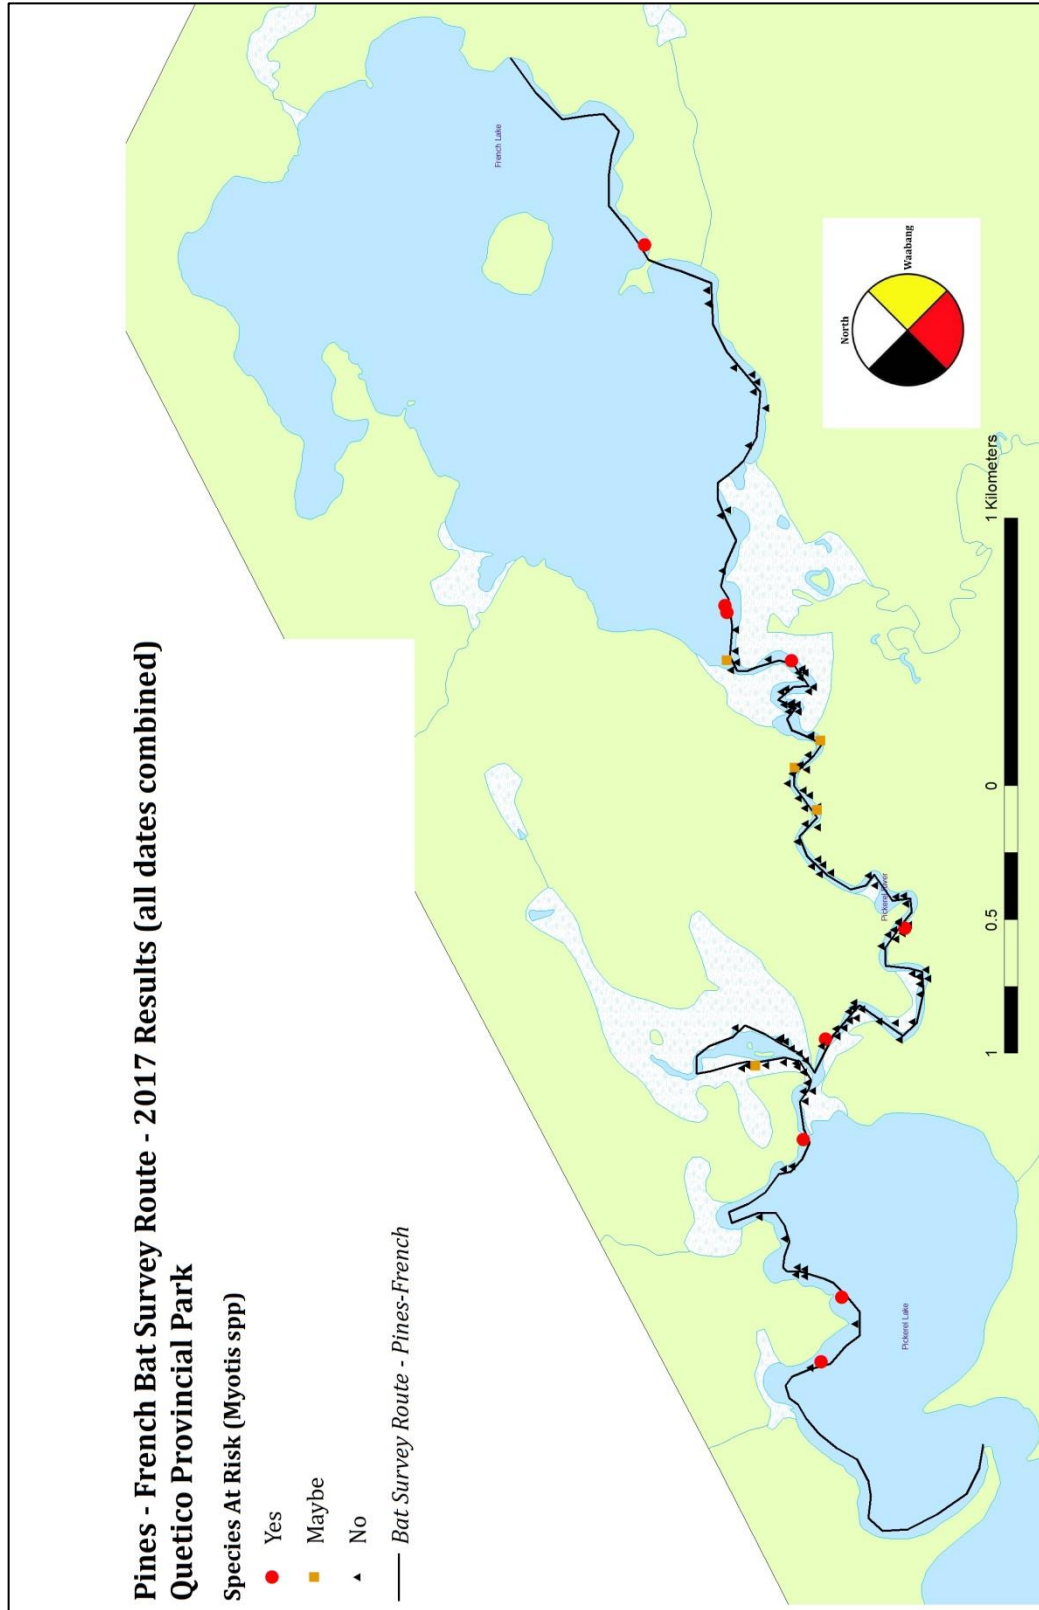 Pines - French Bat Survey Route - 2017 Results (all dates combined)
Quetico Provincial Park
Species At Risk (Myotis spp)
Yes
Maybe
No
Bat Survey Route - Pines-French
French Lake
Pickerel River
Pickerel Lake
North
Waabang
1 0.5 0 1 Kilometers